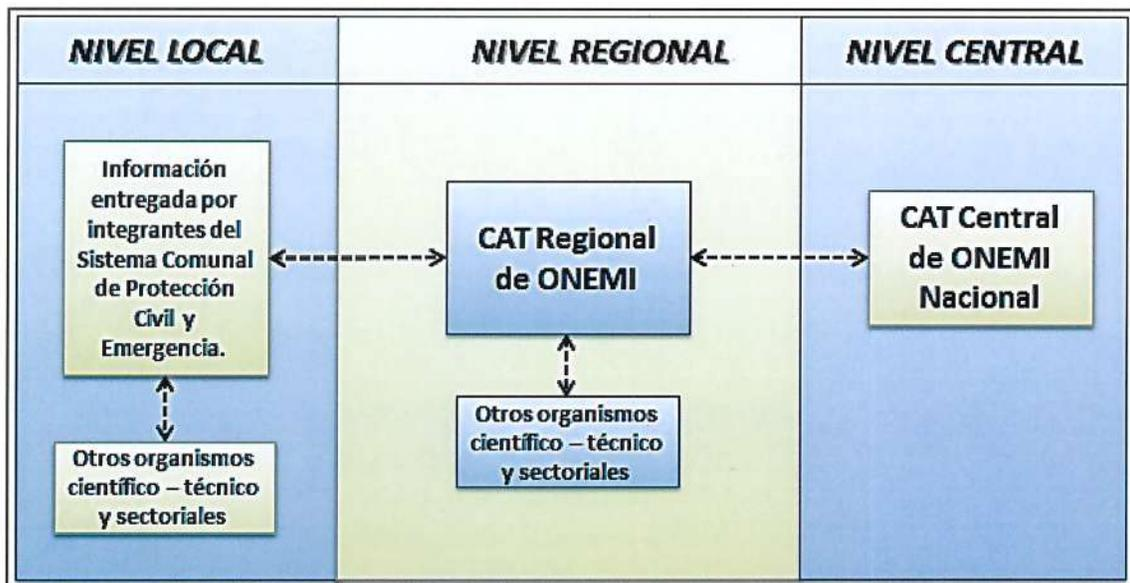 NIVEL LOCAL
NIVEL REGIONAL
NIVEL CENTRAL
Información
entregada por
integrantes del
Sistema Comunal
de Protección
Civil y
Emergencia.
Otros organismos
científico – técnico
y sectoriales
CAT Regional
de ONEMI
Otros organismos
científico – técnico
y sectoriales
CAT Central
de ONEMI
Nacional